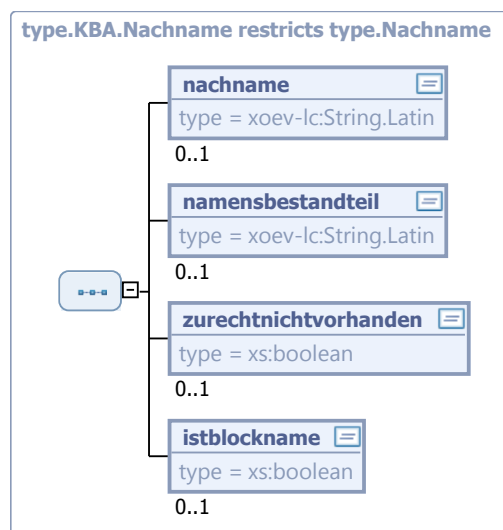 type.KBA.Nachname restricts type.Nachname
nachname
type = xoev-lc:String.Latin
0..1
namensbestandteil
type = xoev-lc:String.Latin
0..1
zurechtnichtvorhanden
type = xs:boolean
0..1
istblockname
type = xs:boolean
0..1